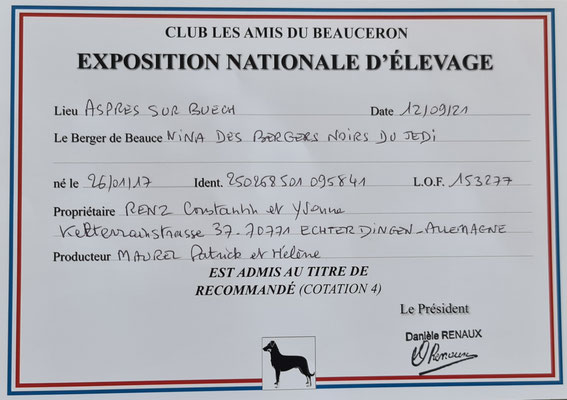 CLUB LES AMIS DU BEAUCERON
EXPOSITION NATIONALE D'ÉLEVAGE
Lieu ASPRES SUR BUECH Date 12/09/21
Le Berger de Beauce NINA DES BERGERS NOIRS DU JEDI
né le 26/01/17 Ident. 250268501095841 L.O.F. 153277
Propriétaire RENZ Constantin et Yvonne
Kelterrainstrasse 37-70771 ECHTERDINGEN-ALLEMAGNE
Producteur MAUREL Patrick et Hélène
EST ADMIS AU TITRE DE
RECOMMANDÉ (COTATION 4)
Le Président
Danièle RENAUX
DRenaux